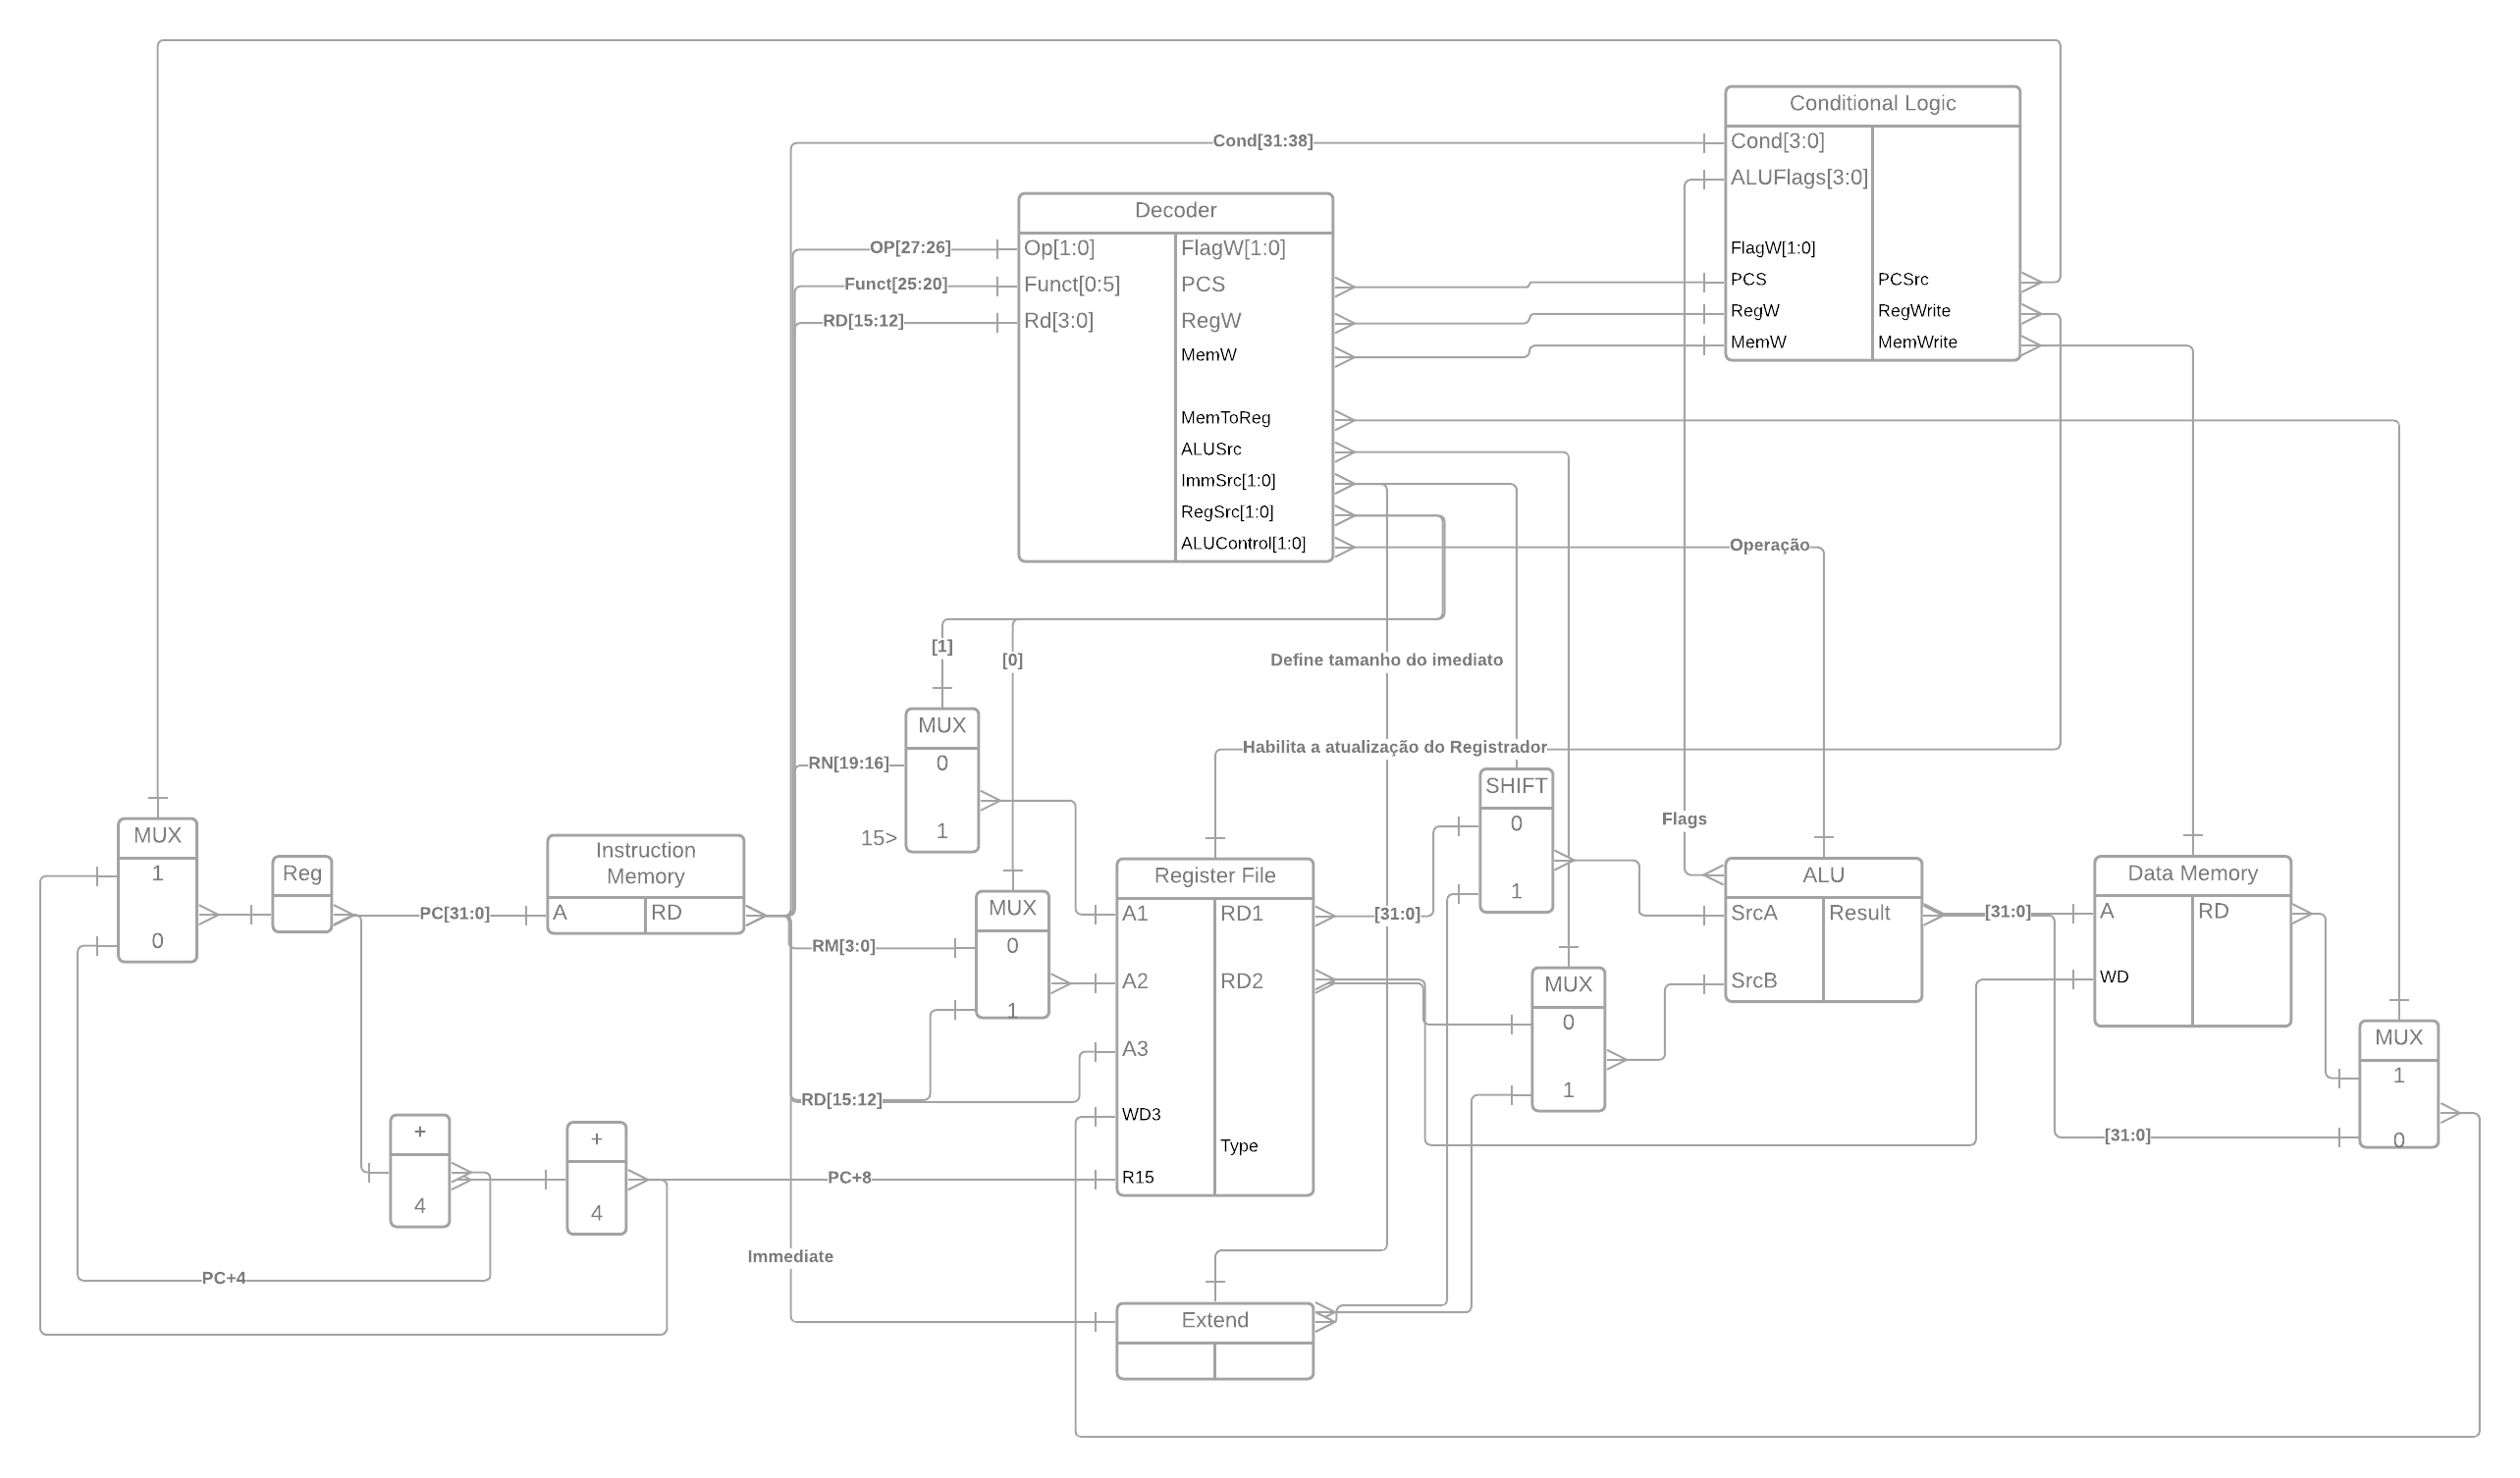 Conditional Logic
Cond[31:38]
Cond[3:0]
ALUFlags[3:0]
FlagW[1:0]
PCS
PCSrc
RegW
RegWrite
MemW
MemWrite
Decoder
OP[27:26]
Op[1:0]
FlagW[1:0]
Funct[25:20]
Funct[0:5]
PCS
RD[15:12]
Rd[3:0]
RegW
MemW
MemToReg
ALUSrc
ImmSrc[1:0]
RegSrc[1:0]
ALUControl[1:0]
Operação
[1]
[0]
Define tamanho do imediato
MUX
RN[19:16]
0
15>
1
Habilita a atualização do Registrador
SHIFT
0
1
Flags
MUX
1
0
Reg
PC[31:0]
Instruction
Memory
A
RD
MUX
RM[3:0]
0
1
RD[15:12]
Register File
A1
RD1
A2
RD2
A3
WD3
Type
R15
[31:0]
MUX
0
1
ALU
SrcA
Result
SrcB
[31:0]
Data Memory
A
RD
WD
MUX
1
[31:0]
0
+
4
+
4
PC+8
PC+4
Immediate
Extend